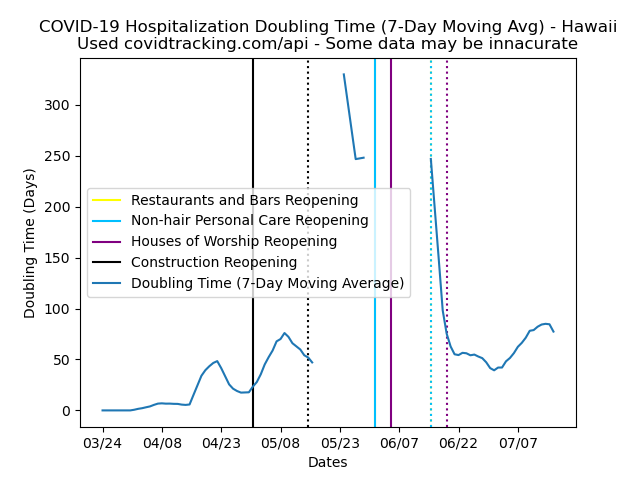 COVID-19 Hospitalization Doubling Time (7-Day Moving Avg) - Hawaii
Used covidtracking.com/api - Some data may be innacurate
300
250
200
150
100
50
0
Doubling Time (Days)
Restaurants and Bars Reopening
Non-hair Personal Care Reopening
Houses of Worship Reopening
Construction Reopening
Doubling Time (7-Day Moving Average)
03/24 04/08 04/23 05/08 05/23 06/07 06/22 07/07
Dates